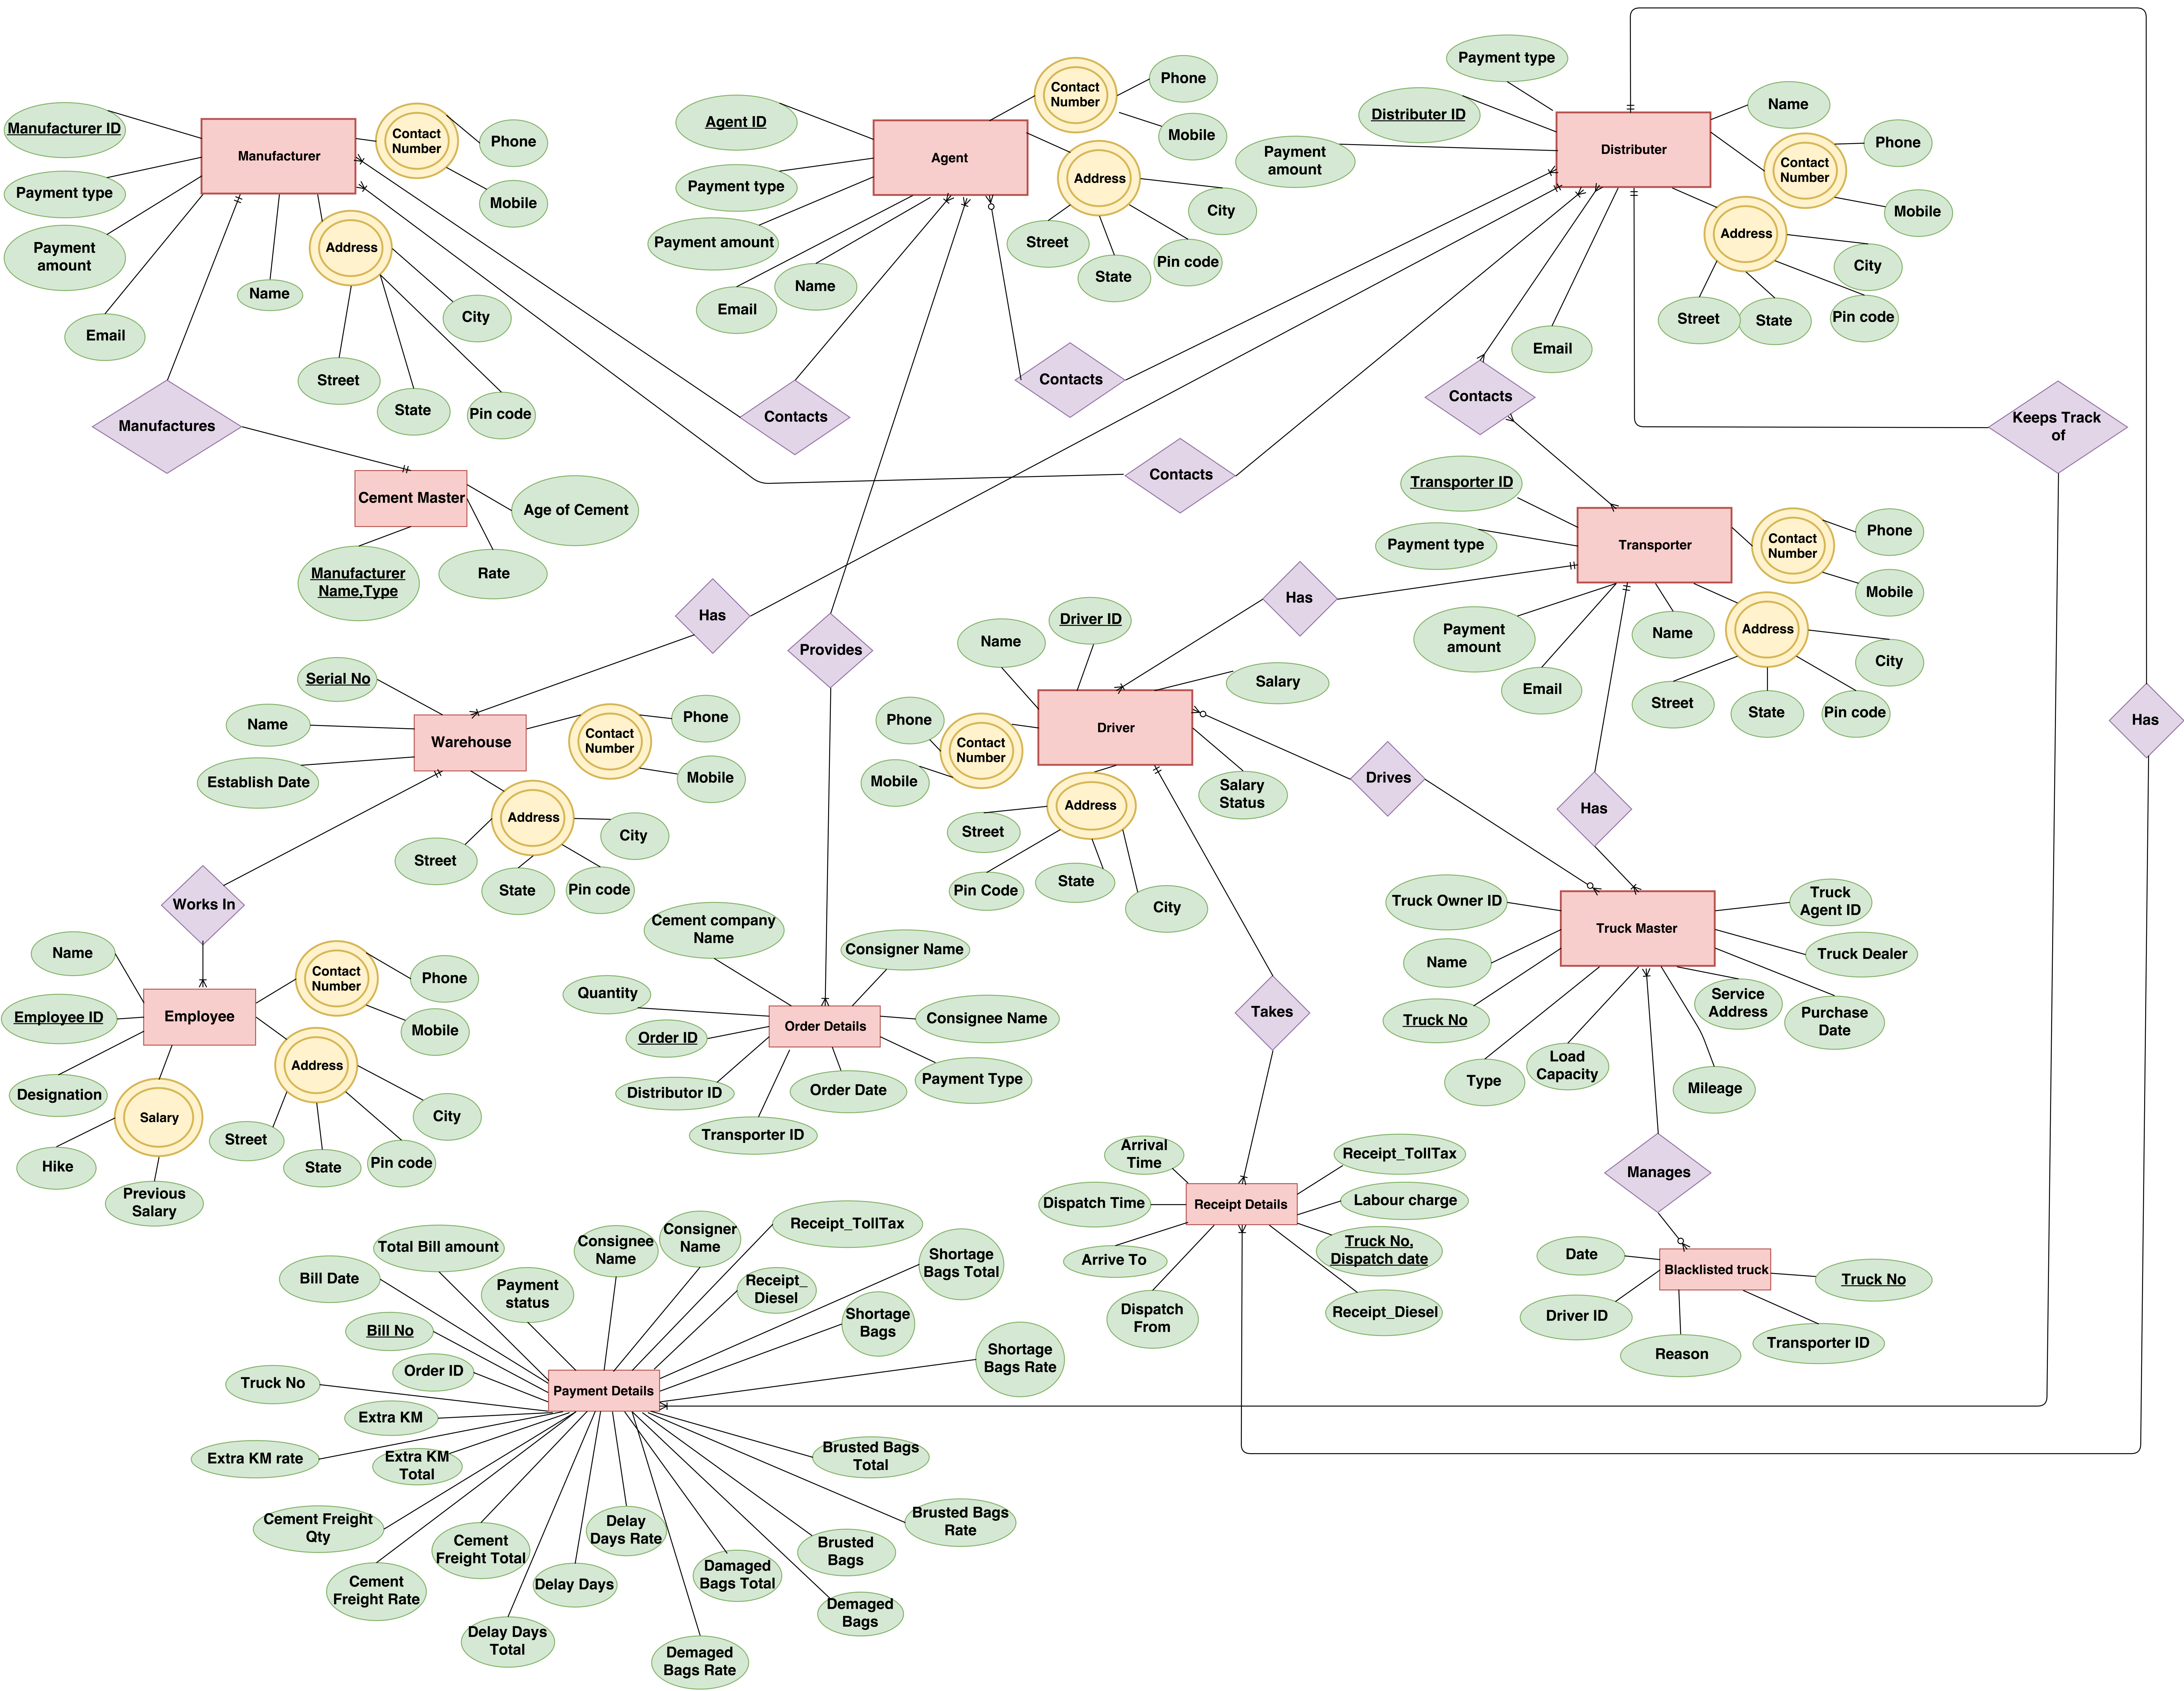 Payment type
Manufacturer ID
Manufacturer
Contact
Number
Phone
Mobile
Payment type
Payment
amount
Email
Name
Address
Street
State
Pin code
City
Agent ID
Agent
Contact
Number
Phone
Mobile
Payment type
Payment amount
Email
Name
Address
Street
State
Pin code
City
Distributer ID
Payment
amount
Distributer
Name
Contact
Number
Phone
Mobile
Address
City
Street
State
Pin code
Email
Manufactures
Contacts
Contacts
Contacts
Contacts
Keeps Track
of
Cement Master
Age of Cement
Manufacturer
Name,Type
Rate
Transporter ID
Payment type
Transporter
Contact
Number
Phone
Mobile
Payment
amount
Email
Name
Address
City
Street
State
Pin code
Has
Provides
Has
Has
Serial No
Name
Establish Date
Warehouse
Contact
Number
Phone
Mobile
Address
Street
State
Pin code
City
Name
Driver ID
Salary
Phone
Contact
Number
Mobile
Driver
Salary
Status
Address
Street
Pin Code
State
City
Drives
Has
Works In
Name
Employee ID
Designation
Employee
Contact
Number
Phone
Mobile
Address
City
Street
State
Pin code
Salary
Hike
Previous
Salary
Cement company
Name
Consigner Name
Quantity
Order ID
Order Details
Consignee Name
Distributor ID
Order Date
Payment Type
Transporter ID
Takes
Truck Owner ID
Name
Truck No
Truck Master
Truck
Agent ID
Truck Dealer
Service
Address
Purchase
Date
Type
Load
Capacity
Mileage
Manages
Arrival
Time
Dispatch Time
Arrive To
Dispatch
From
Receipt Details
Receipt_TollTax
Labour charge
Truck No,
Dispatch date
Receipt_Diesel
Date
Driver ID
Reason
Blacklisted truck
Truck No
Transporter ID
Total Bill amount
Bill Date
Bill No
Payment
status
Consignee
Name
Consigner
Name
Receipt_TollTax
Receipt_
Diesel
Shortage
Bags Total
Shortage
Bags
Shortage
Bags Rate
Order ID
Truck No
Payment Details
Extra KM
Extra KM rate
Extra KM
Total
Cement Freight
Qty
Cement
Freight Rate
Cement
Freight Total
Delay Days
Total
Delay Days
Delay
Days Rate
Demaged
Bags Rate
Damaged
Bags Total
Demaged
Bags
Brusted
Bags
Brusted Bags
Rate
Brusted Bags
Total